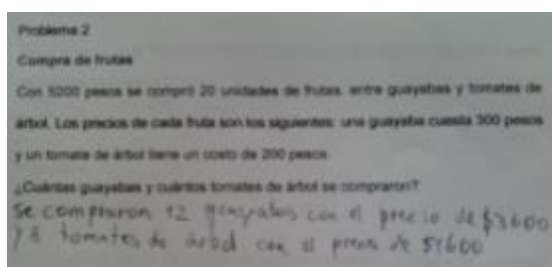 Problema 2
Compra de frutas
Con 5200 pesos se compró 20 unidades de frutas, entre guayabas y tomates de
árbol. Los precios de cada fruta son los siguientes: una guayaba cuesta 300 pesos
y un tomate de árbol tiene un costo de 200 pesos.
¿Cuántas guayabas y cuántos tomates de árbol se compraron?
Se compraron 12 guayabas con el precio de $3600
y 8 tomates de árbol con el precio de $1600